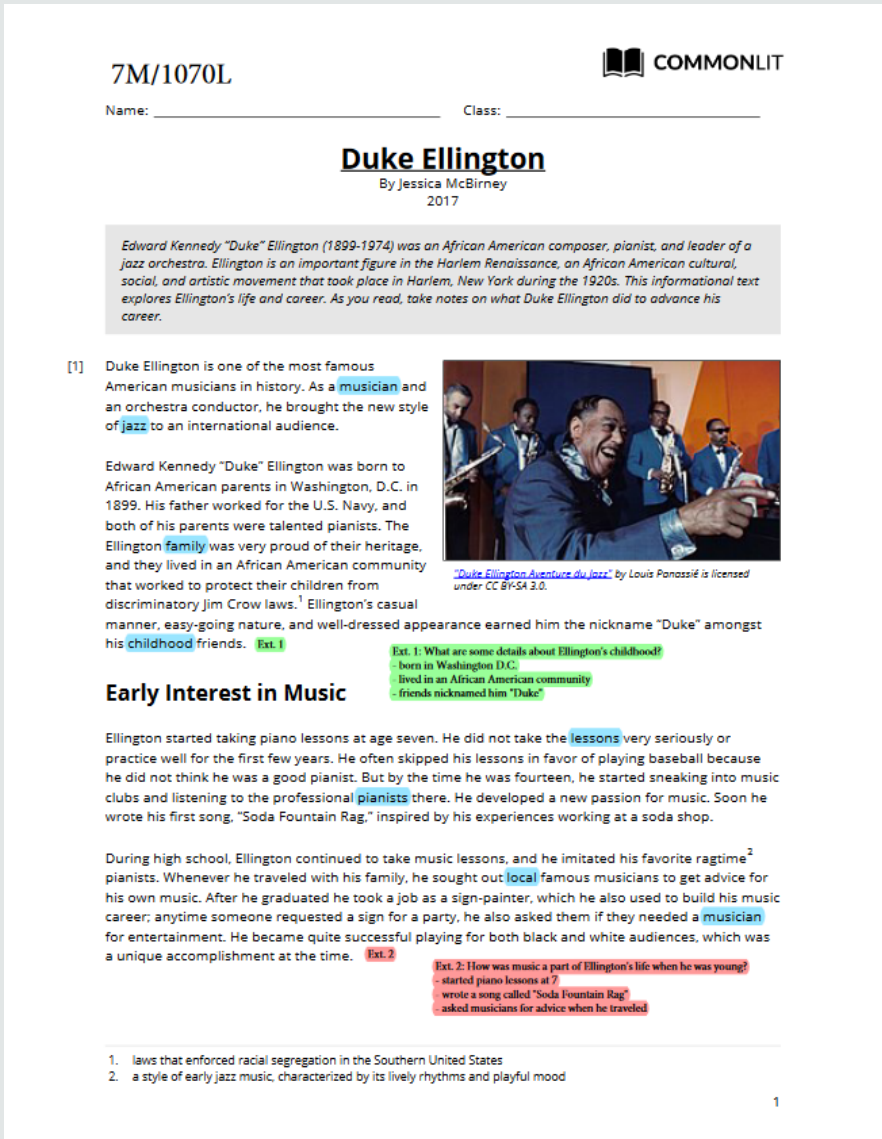 7M/1070L
COMMONLIT
Name: Class:
Duke Ellington
By Jessica McBirney
2017
Edward Kennedy “Duke” Ellington (1899-1974) was an African American composer, pianist, and leader of a
jazz orchestra. Ellington is an important figure in the Harlem Renaissance, an African American cultural,
social, and artistic movement that took place in Harlem, New York during the 1920s. This informational text
explores Ellington’s life and career. As you read, take notes on what Duke Ellington did to advance his
career.
[1] Duke Ellington is one of the most famous
American musicians in history. As a musician and
an orchestra conductor, he brought the new style
of jazz to an international audience.
Edward Kennedy “Duke” Ellington was born to
African American parents in Washington, D.C. in
1899. His father worked for the U.S. Navy, and
both of his parents were talented pianists. The
Ellington family was very proud of their heritage,
and they lived in an African American community
that worked to protect their children from
discriminatory Jim Crow laws.1 Ellington’s casual
manner, easy-going nature, and well-dressed appearance earned him the nickname “Duke” amongst
his childhood friends. Ext. 1
"Duke Ellington Aventure du Jazz" by Louis Panassié is licensed
under CC BY-SA 3.0.
Ext. 1: What are some details about Ellington's childhood?
- born in Washington D.C.
- lived in an African American community
- friends nicknamed him "Duke"
Early Interest in Music
Ellington started taking piano lessons at age seven. He did not take the lessons very seriously or
practice well for the first few years. He often skipped his lessons in favor of playing baseball because
he did not think he was a good pianist. But by the time he was fourteen, he started sneaking into music
clubs and listening to the professional pianists there. He developed a new passion for music. Soon he
wrote his first song, “Soda Fountain Rag,” inspired by his experiences working at a soda shop.
During high school, Ellington continued to take music lessons, and he imitated his favorite ragtime2
pianists. Whenever he traveled with his family, he sought out local famous musicians to get advice for
his own music. After he graduated he took a job as a sign-painter, which he also used to build his music
career; anytime someone requested a sign for a party, he also asked them if they needed a musician
for entertainment. He became quite successful playing for both black and white audiences, which was
a unique accomplishment at the time. Ext. 2
Ext. 2: How was music a part of Ellington's life when he was young?
- started piano lessons at 7
- wrote a song called "Soda Fountain Rag"
- asked musicians for advice when he traveled
1. laws that enforced racial segregation in the Southern United States
2. a style of early jazz music, characterized by its lively rhythms and playful mood
1